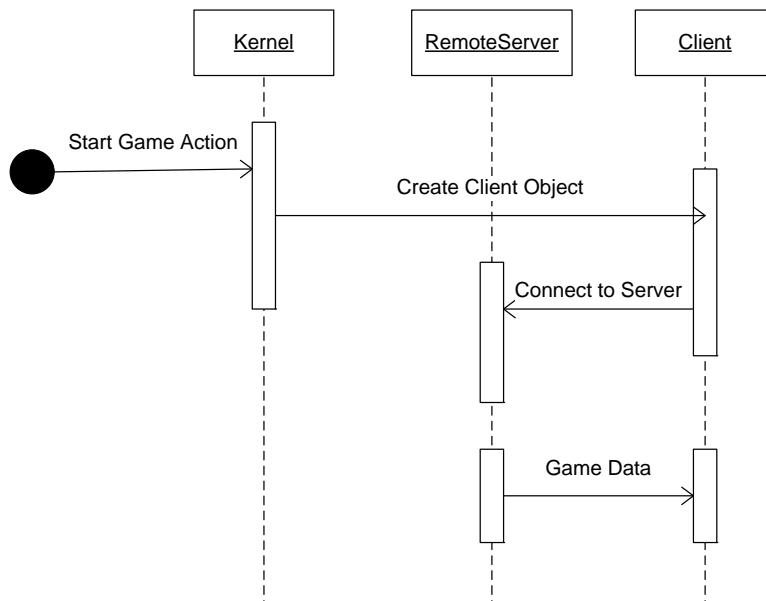 Kernel
RemoteServer
Client
Start Game Action
Create Client Object
Connect to Server
Game Data